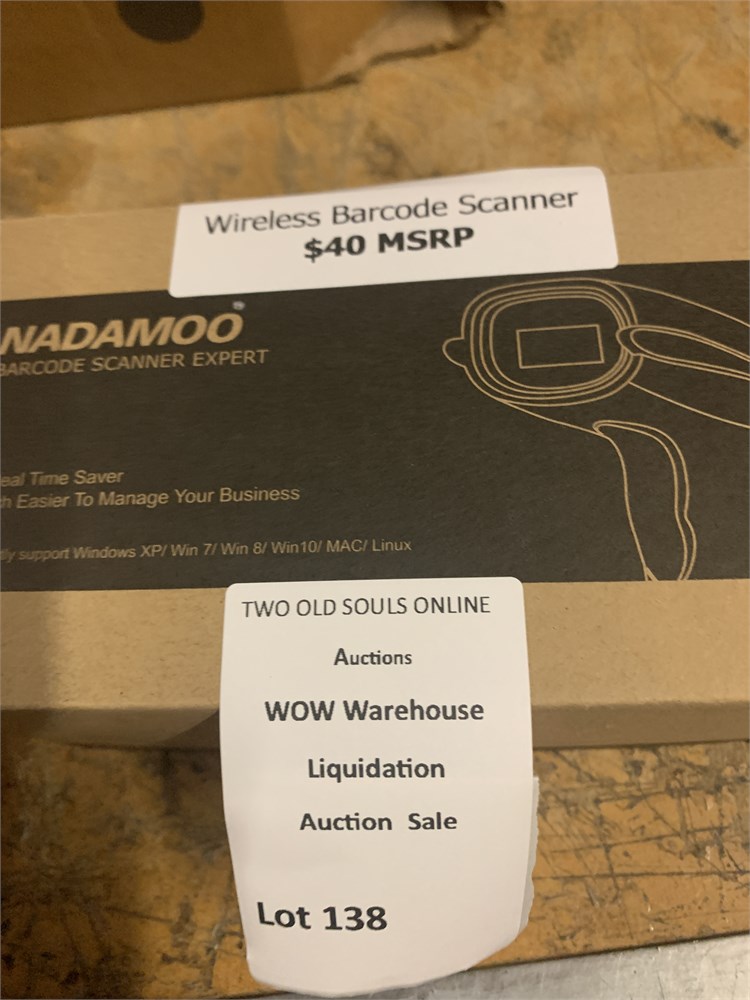 Wireless Barcode Scanner
$40 MSRP
NADAMOO®
BARCODE SCANNER EXPERT
eal Time Saver
h Easier To Manage Your Business
tly support Windows XP/ Win 7/ Win 8/ Win10/ MAC/ Linux
TWO OLD SOULS ONLINE
Auctions
WOW Warehouse
Liquidation
Auction Sale
Lot 138